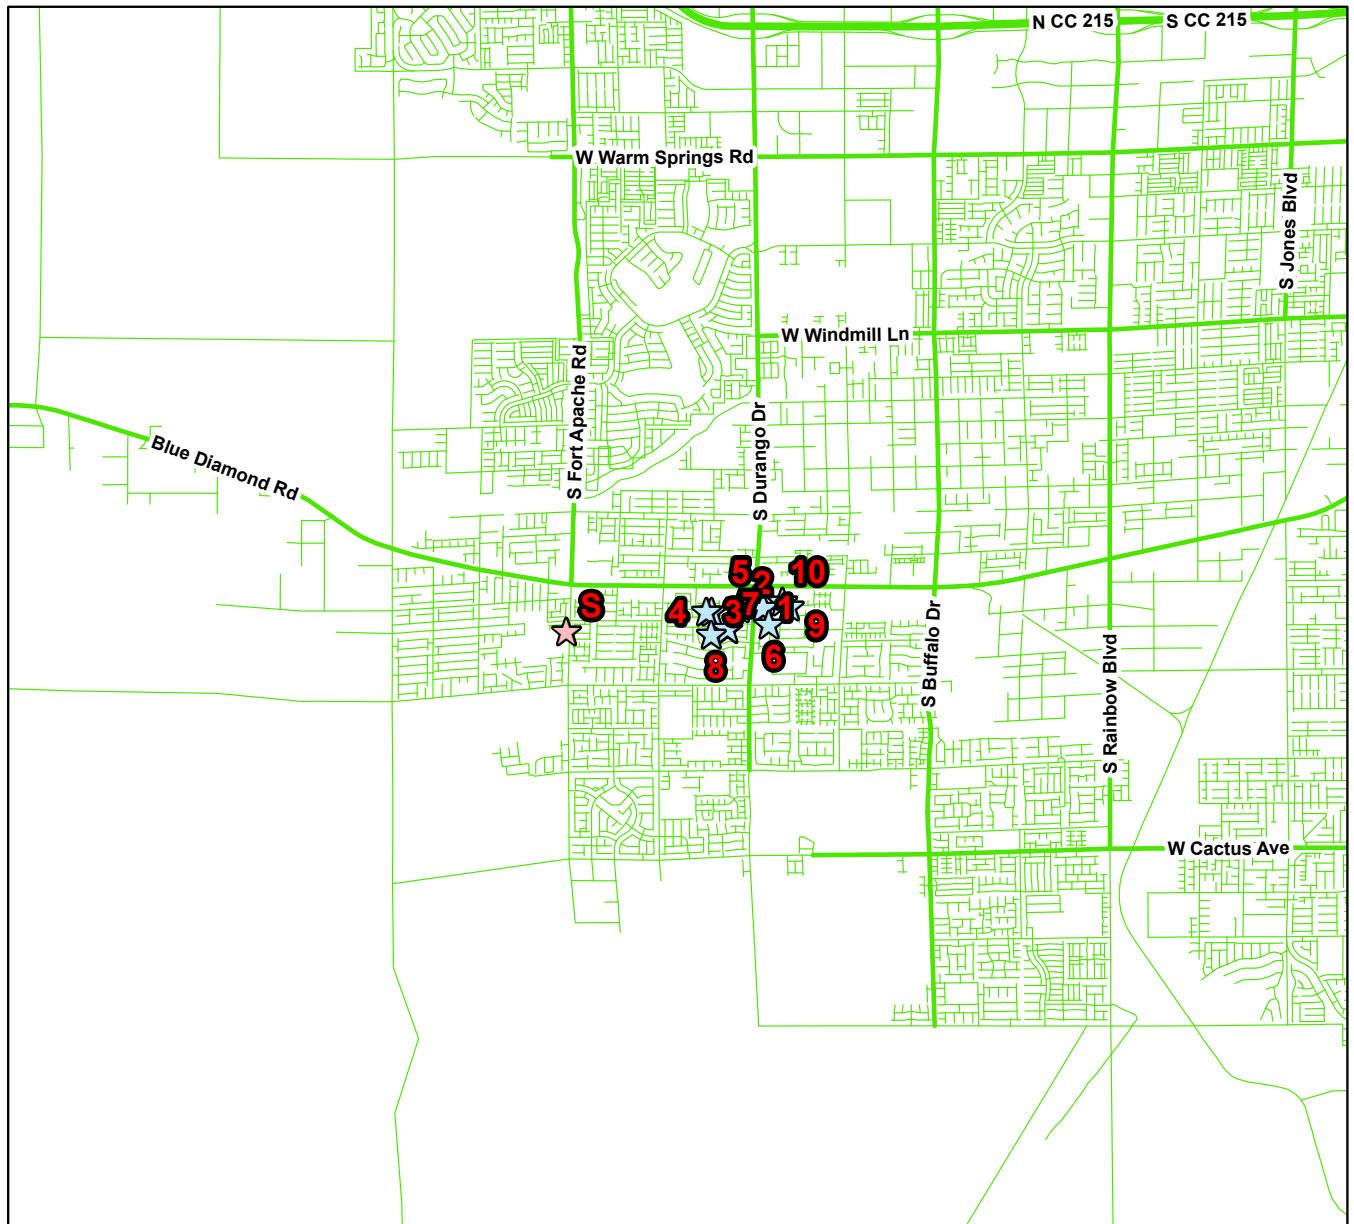 N CC 215
S CC 215
W Warm Springs Rd
S Jones Blvd
W Windmill Ln
S Fort Apache Rd
S Durango Dr
Blue Diamond Rd
5
2
10
S
4
3
7
1
9
6
8
S Buffalo Dr
S Rainbow Blvd
W Cactus Ave